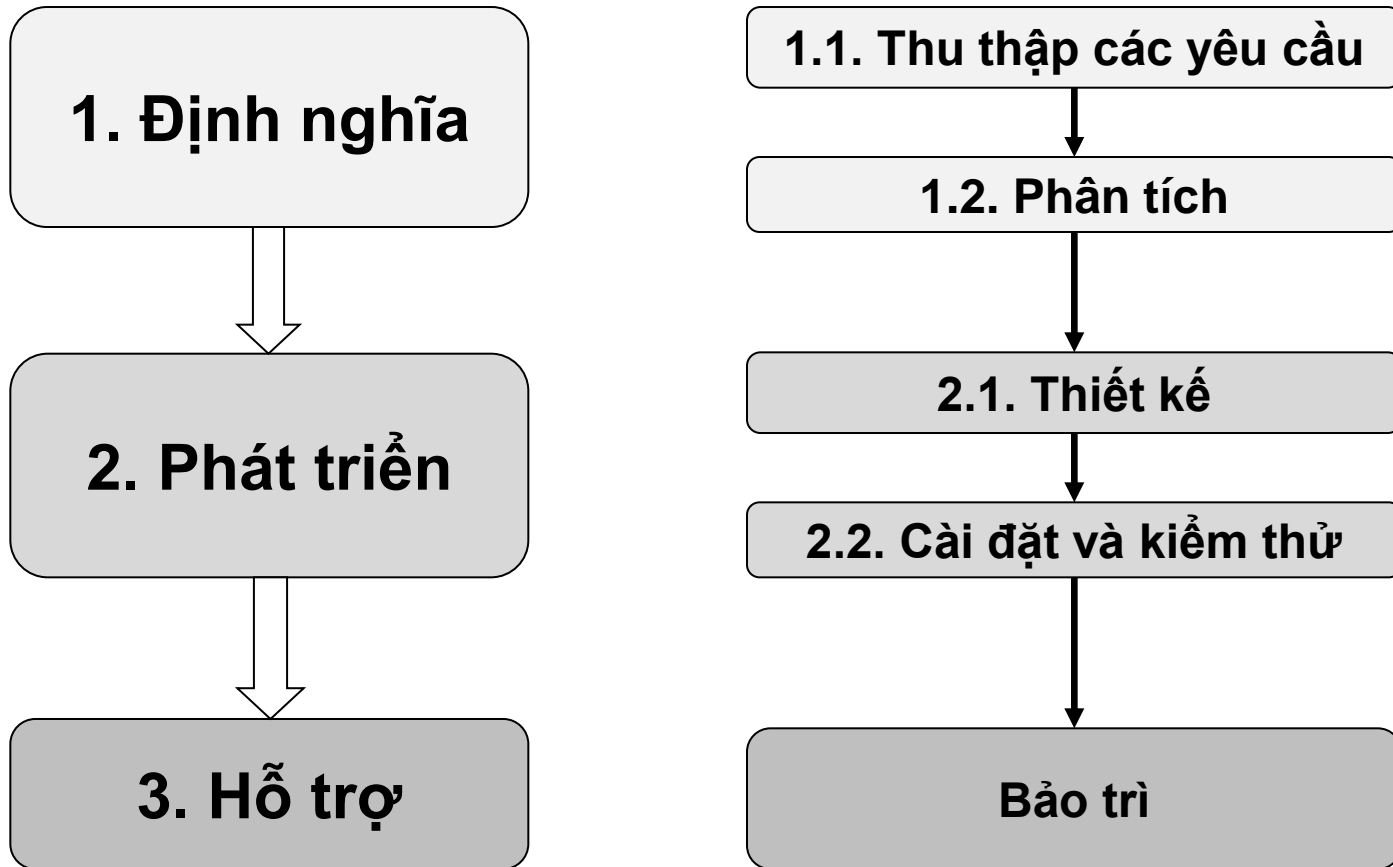 1. Định nghĩa
2. Phát triển
3. Hỗ trợ
1.1. Thu thập các yêu cầu
1.2. Phân tích
2.1. Thiết kế
2.2. Cài đặt và kiểm thử
Bảo trì